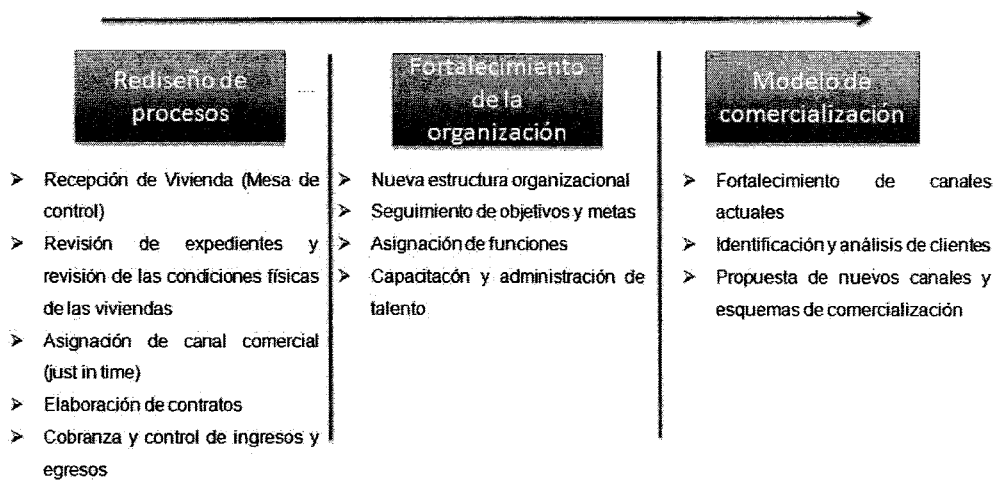 Rediseño de
procesos
Recepción de Vivienda (Mesa de
control)
Revisión de expedientes y
revisión de las condiciones físicas
de las viviendas
Asignación de canal comercial
(just in time)
Elaboración de contratos
Cobranza y control de ingresos y
egresos
Fortalecimiento
de la
organización
Nueva estructura organizacional
Seguimiento de objetivos y metas
Asignación de funciones
Capacitacón y administración de
talento
Modelo de
comercialización
Fortalecimiento de canales
actuales
Identificación y análisis de clientes
Propuesta de nuevos canales y
esquemas de comercialización